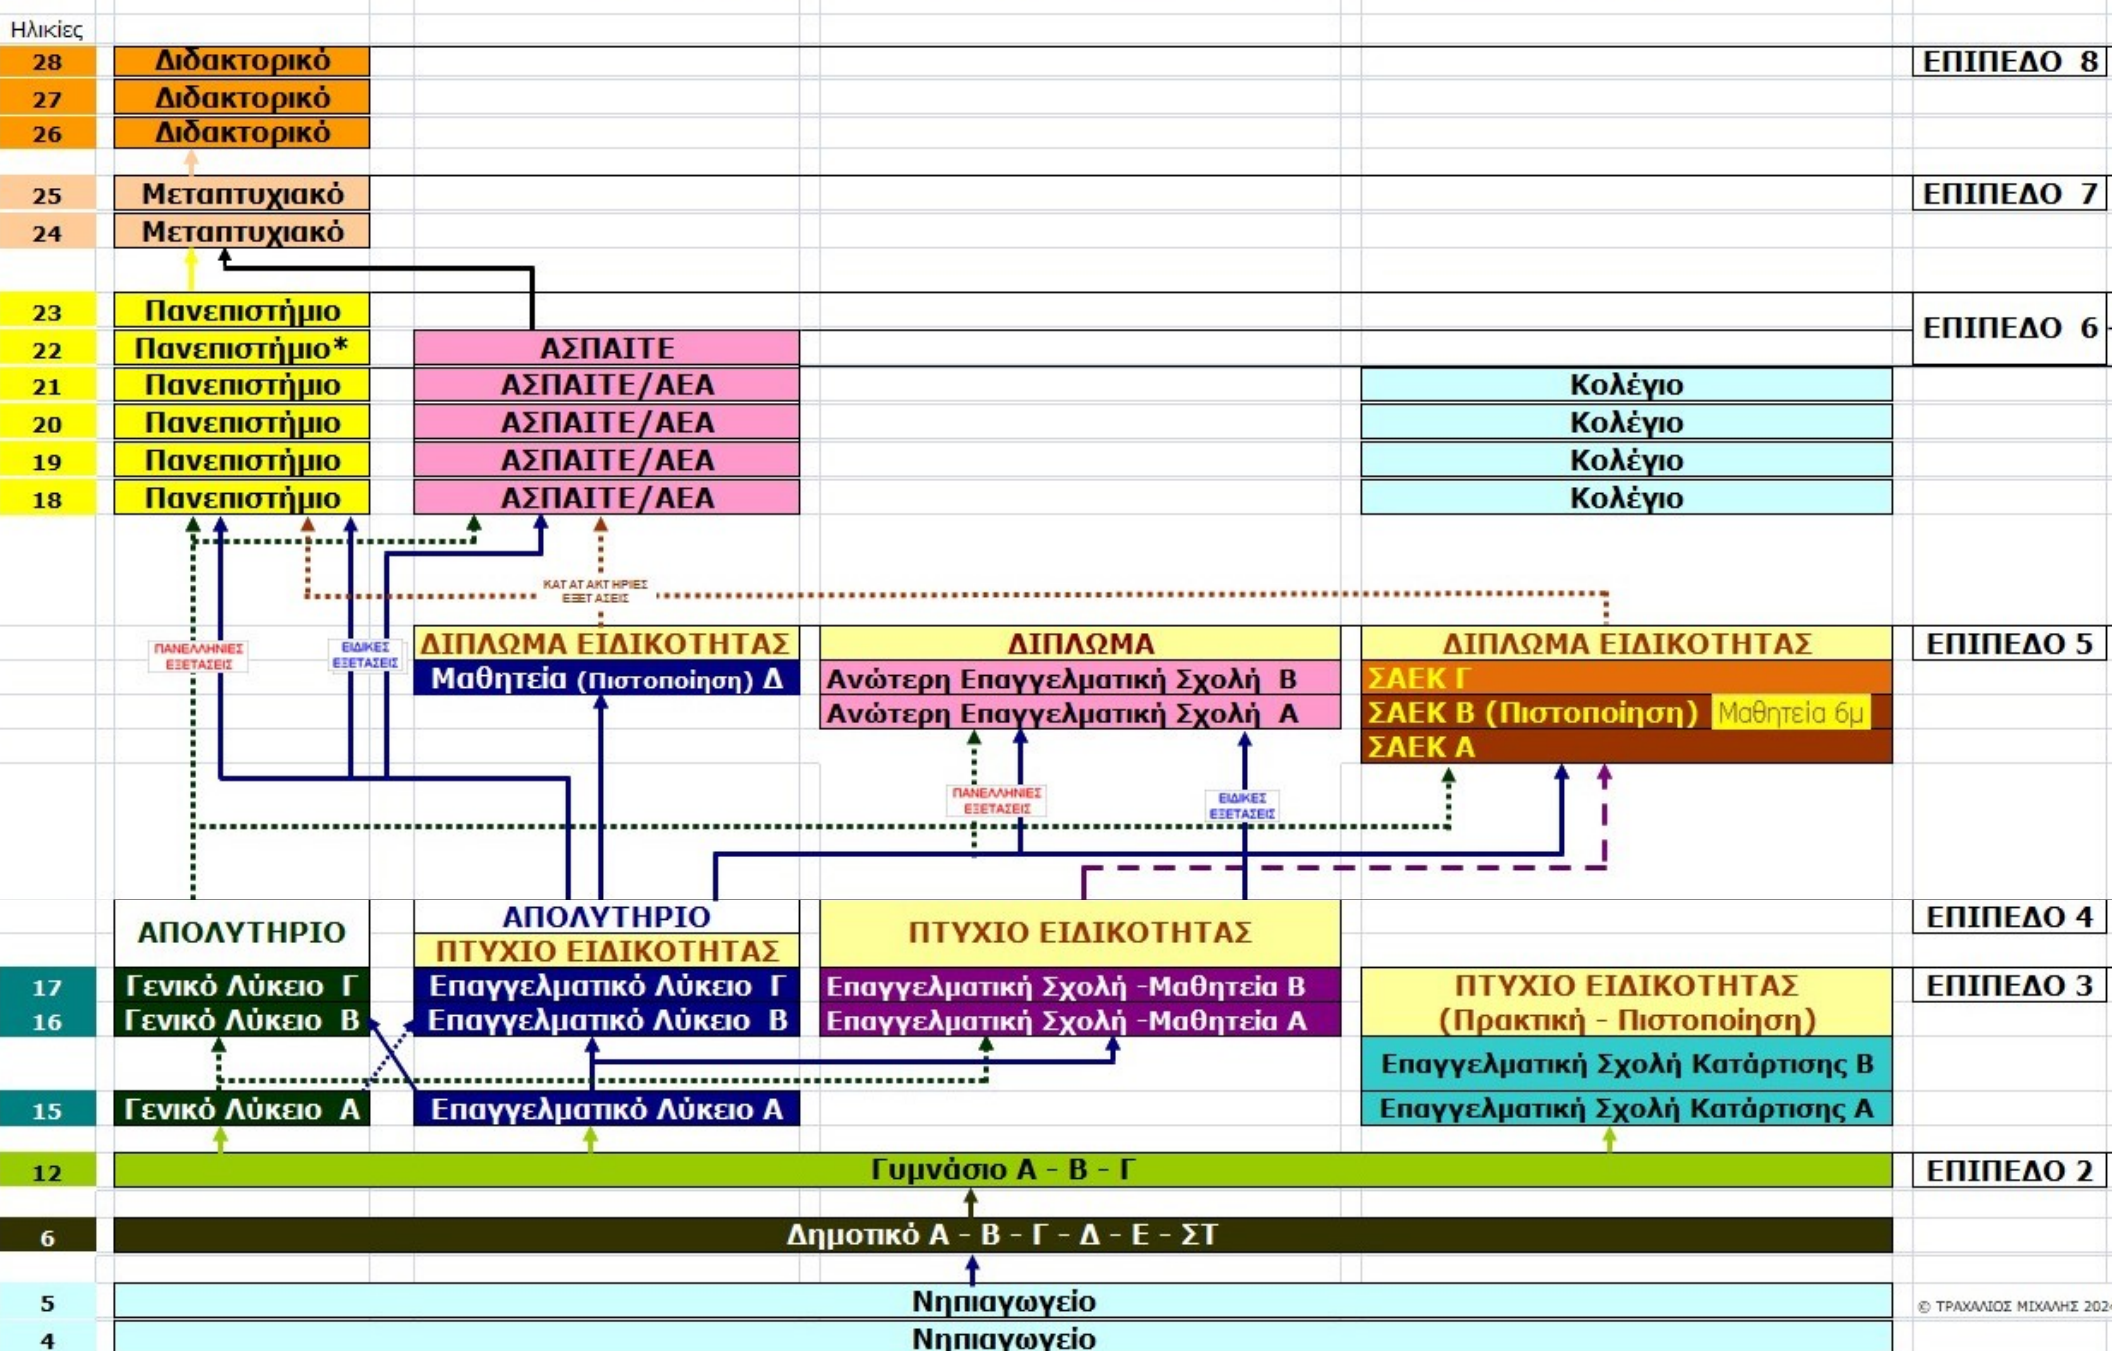 Ηλικίες
28 Διδακτορικό ΕΠΙΠΕΔΟ 8
27 Διδακτορικό
26 Διδακτορικό
25 Μεταπτυχιακό ΕΠΙΠΕΔΟ 7
24 Μεταπτυχιακό
23 Πανεπιστήμιο
ΕΠΙΠΕΔΟ 6
22 Πανεπιστήμιο* ΑΣΠΑΙΤΕ
21 Πανεπιστήμιο ΑΣΠΑΙΤΕ/ΑΕΑ Κολέγιο
20 Πανεπιστήμιο ΑΣΠΑΙΤΕ/ΑΕΑ Κολέγιο
19 Πανεπιστήμιο ΑΣΠΑΙΤΕ/ΑΕΑ Κολέγιο
18 Πανεπιστήμιο ΑΣΠΑΙΤΕ/ΑΕΑ Κολέγιο
ΚΑΤΑΤΑΚΤΗΡΙΕΣ
ΕΞΕΤΑΣΕΙΣ
ΠΑΝΕΛΛΗΝΙΕΣ
ΕΞΕΤΑΣΕΙΣ
ΕΙΔΙΚΕΣ
ΕΞΕΤΑΣΕΙΣ
ΔΙΠΛΩΜΑ ΕΙΔΙΚΟΤΗΤΑΣ ΔΙΠΛΩΜΑ ΔΙΠΛΩΜΑ ΕΙΔΙΚΟΤΗΤΑΣ ΕΠΙΠΕΔΟ 5
Μαθητεία (Πιστοποίηση) Δ Ανώτερη Επαγγελματική Σχολή Β ΣΑΕΚ Γ
Ανώτερη Επαγγελματική Σχολή Α ΣΑΕΚ Β (Πιστοποίηση) Μαθητεία 6μ
ΣΑΕΚ Α
ΠΑΝΕΛΛΗΝΙΕΣ
ΕΞΕΤΑΣΕΙΣ
ΕΙΔΙΚΕΣ
ΕΞΕΤΑΣΕΙΣ
ΑΠΟΛΥΤΗΡΙΟ ΕΠΙΠΕΔΟ 4
ΑΠΟΛΥΤΗΡΙΟ ΠΤΥΧΙΟ ΕΙΔΙΚΟΤΗΤΑΣ
ΠΤΥΧΙΟ ΕΙΔΙΚΟΤΗΤΑΣ
17 Γενικό Λύκειο Γ Επαγγελματικό Λύκειο Γ Επαγγελματική Σχολή -Μαθητεία Β ΠΤΥΧΙΟ ΕΙΔΙΚΟΤΗΤΑΣ ΕΠΙΠΕΔΟ 3
16 Γενικό Λύκειο Β Επαγγελματικό Λύκειο Β Επαγγελματική Σχολή -Μαθητεία Α (Πρακτική - Πιστοποίηση)
Επαγγελματική Σχολή Κατάρτισης Β
15 Γενικό Λύκειο Α Επαγγελματικό Λύκειο Α Επαγγελματική Σχολή Κατάρτισης Α
12 Γυμνάσιο Α - Β - Γ ΕΠΙΠΕΔΟ 2
6 Δημοτικό Α - Β - Γ - Δ - Ε - ΣΤ
5 Νηπιαγωγείο
© ΤΡΑΧΑΛΙΟΣ ΜΙΧΑΛΗΣ
4 Νηπιαγωγείο